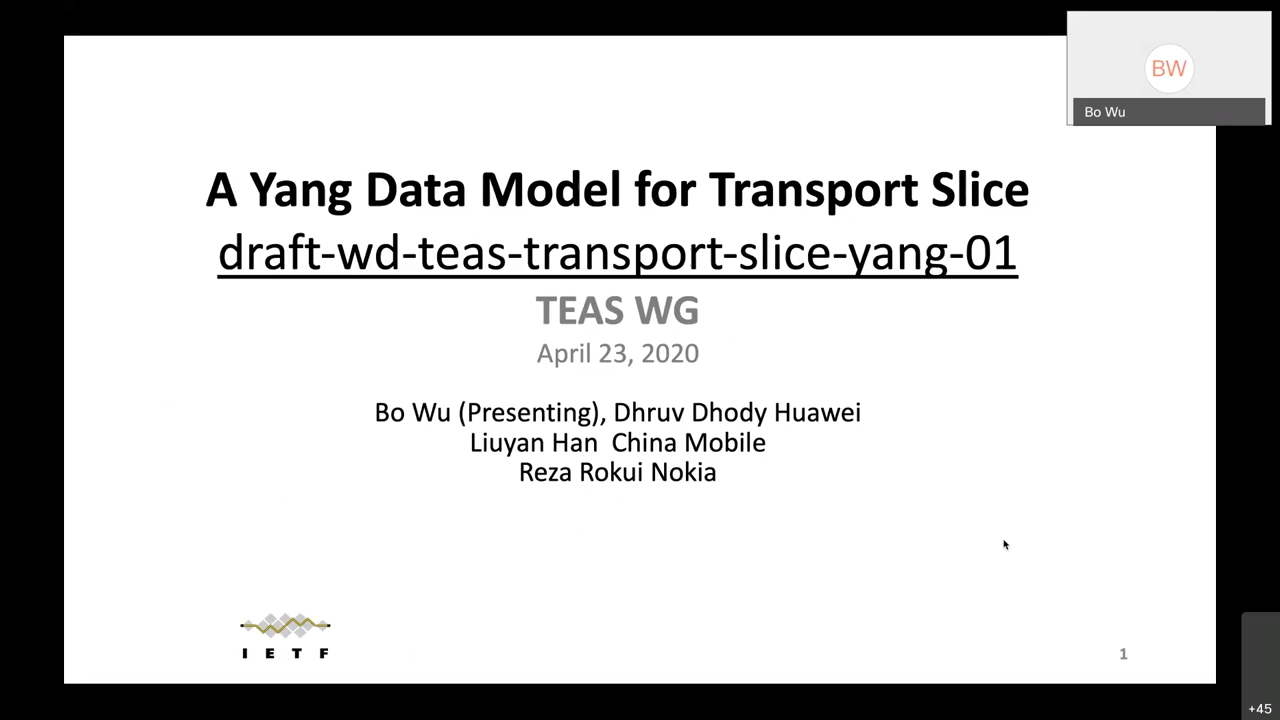 BW
Bo Wu
A Yang Data Model for Transport Slice
draft-wd-teas-transport-slice-yang-01
TEAS WG
April 23, 2020
Bo Wu (Presenting), Dhruv Dhody Huawei
Liuyan Han  China Mobile
Reza Rokui Nokia
I E T F
1
+45